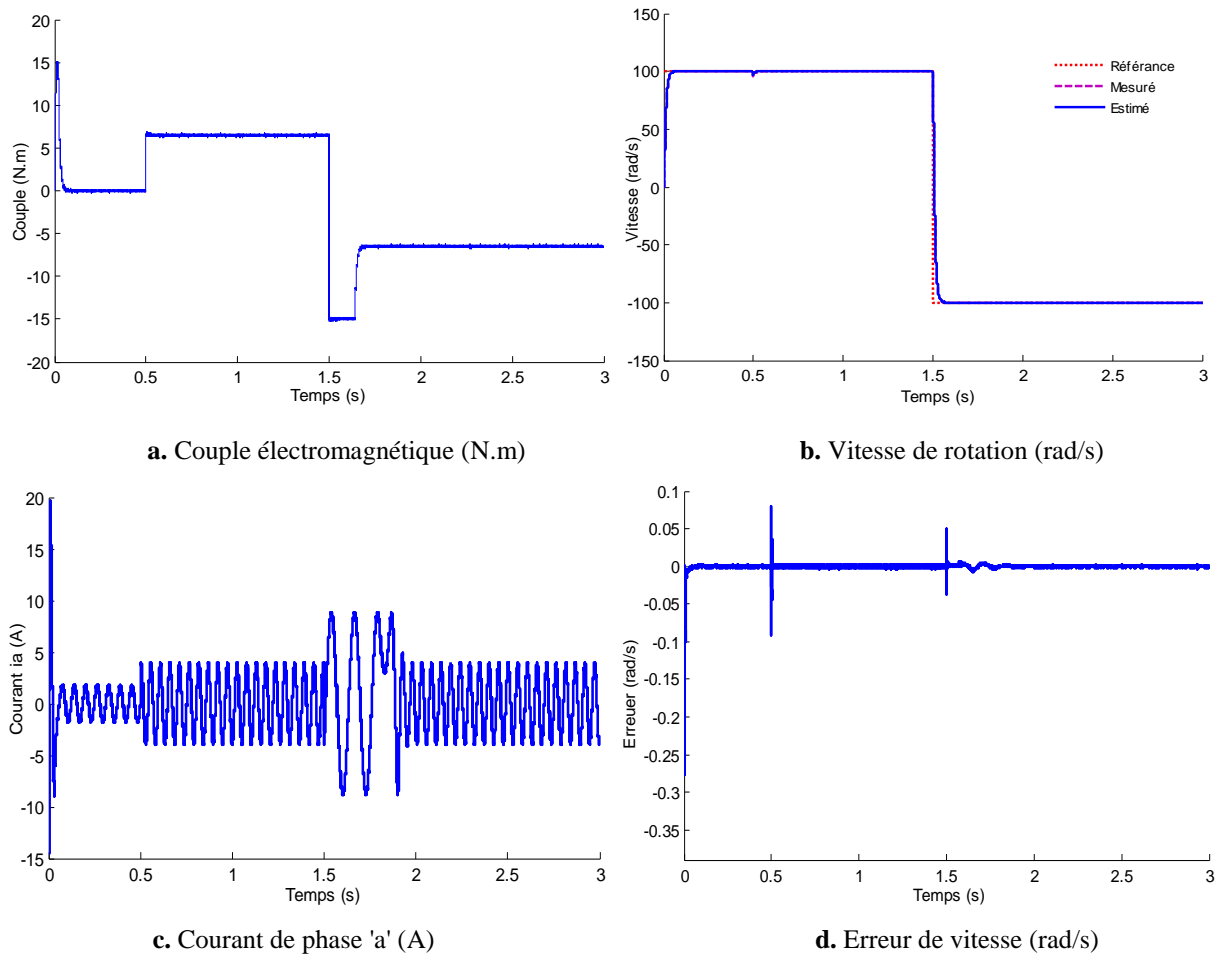 20
15
10
5
0
-5
-10
-15
-20
Couple (N.m)
0 0.5 1 1.5 2 2.5 3
Temps (s)
a. Couple électromagnétique (N.m)
150
100
50
0
-50
-100
-150
Vitesse (rad/s)
Référance
Mesuré
Estimé
0 0.5 1 1.5 2 2.5 3
Temps (s)
b. Vitesse de rotation (rad/s)
20
15
10
5
0
-5
-10
-15
Courant ia (A)
0 0.5 1 1.5 2 2.5 3
Temps (s)
c. Courant de phase 'a' (A)
0.1
0.05
0
-0.05
-0.1
-0.15
-0.2
-0.25
-0.3
-0.35
Erreuer (rad/s)
0 0.5 1 1.5 2 2.5 3
Temps (s)
d. Erreur de vitesse (rad/s)